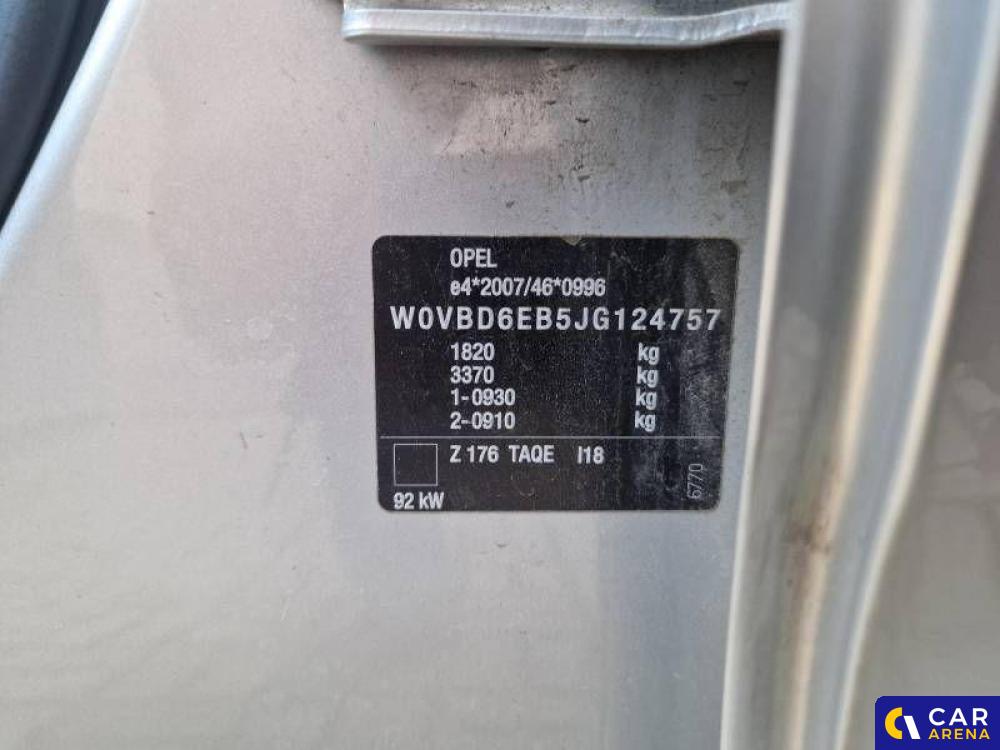 OPEL
e4*2007/46*0996
W0VBD6EB5JG124757
1820 kg
3370 kg
1-0930 kg
2-0910 kg
Z 176 TAQE I18
92 kW
6770
CAR
ARENA